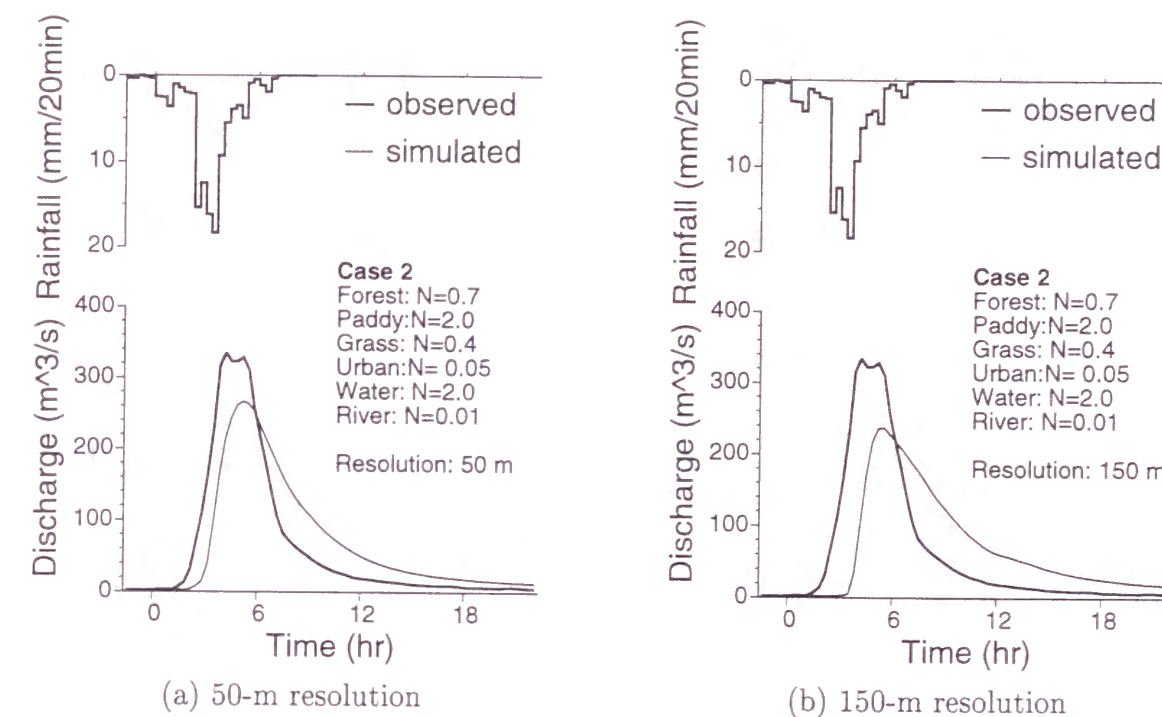 Rainfall (mm/20min)
0
10
20
observed
simulated
Case 2
Forest: N=0.7
Paddy:N=2.0
Grass: N=0.4
Urban:N= 0.05
Water: N=2.0
River: N=0.01
Resolution: 50 m
Discharge (m^3/s)
400
300
200
100
0
0 6 12 18
Time (hr)
(a) 50-m resolution
Rainfall (mm/20min)
0
10
20
observed
simulated
Case 2
Forest: N=0.7
Paddy:N=2.0
Grass: N=0.4
Urban:N= 0.05
Water: N=2.0
River: N=0.01
Resolution: 150 m
Discharge (m^3/s)
400
300
200
100
0
0 6 12 18
Time (hr)
(b) 150-m resolution